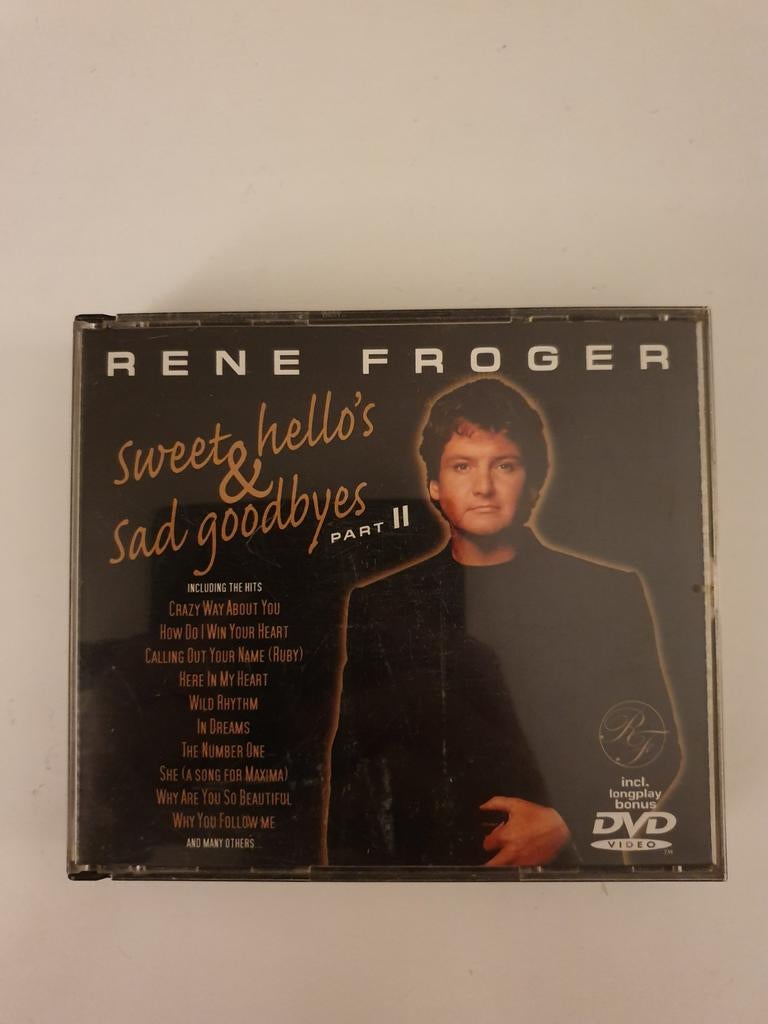 RENE FROGER
sweet hello's
&
sad goodbyes
PART II
INCLUDING THE HITS
CRAZY WAY ABOUT YOU
HOW DO I WIN YOUR HEART
CALLING OUT YOUR NAME (RUBY)
HERE IN MY HEART
WILD RHYTHM
IN DREAMS
THE NUMBER ONE
SHE (A SONG FOR MAXIMA)
WHY ARE YOU SO BEAUTIFUL
WHY YOU FOLLOW ME
AND MANY OTHERS
RF
incl.
longplay
bonus
DVD
VIDEO
TM